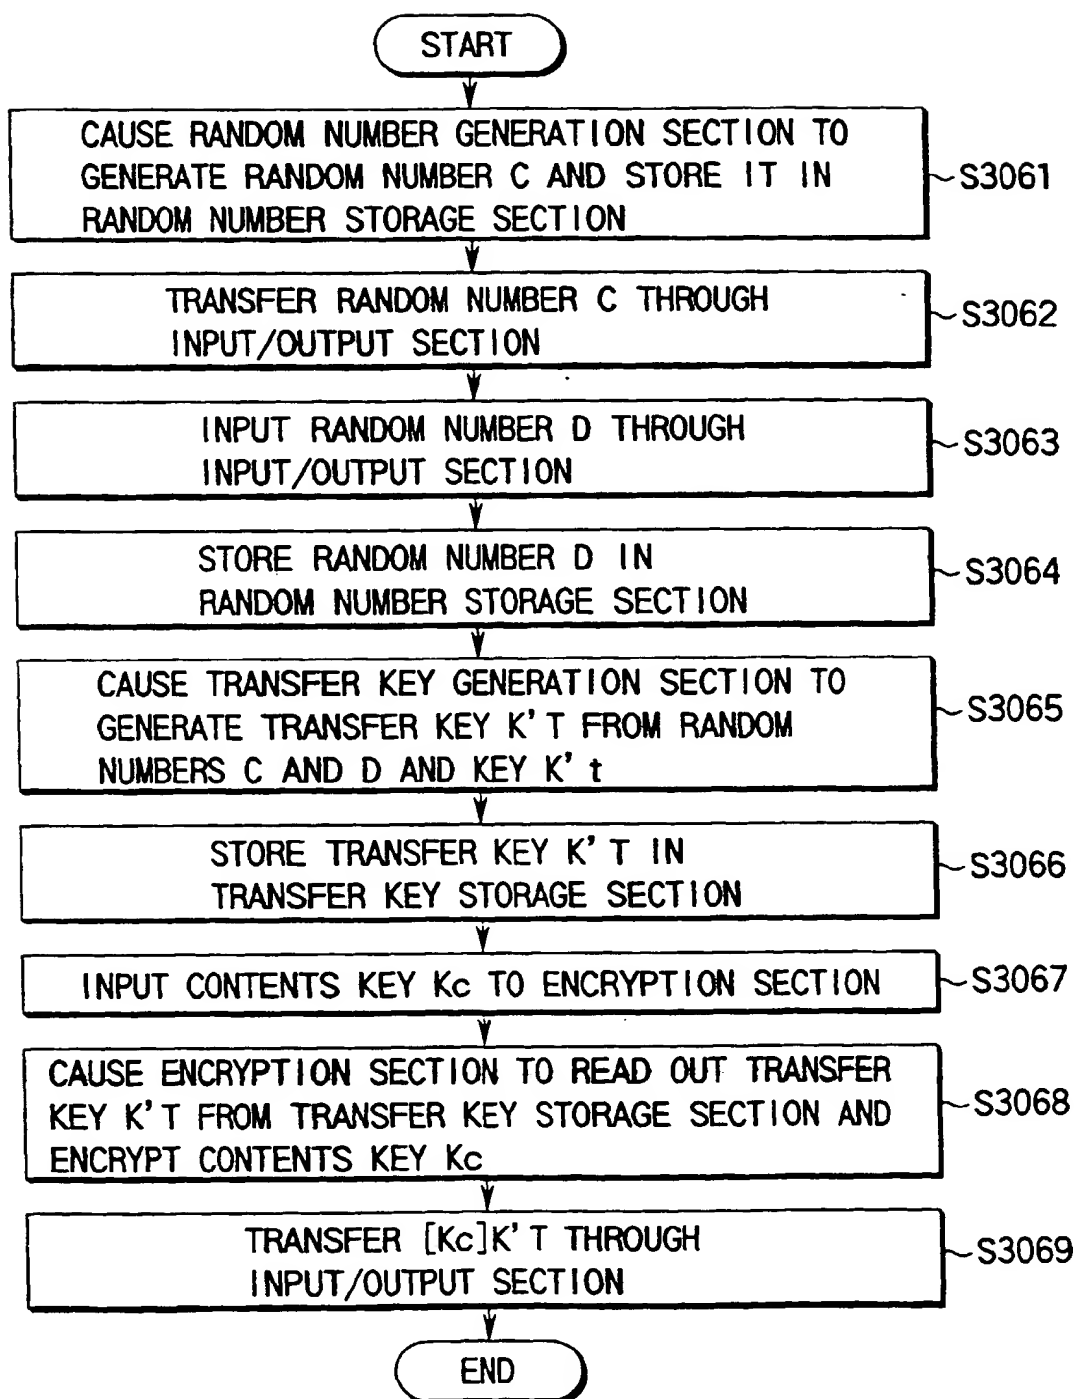 START
CAUSE RANDOM NUMBER GENERATION SECTION TO
GENERATE RANDOM NUMBER C AND STORE IT IN
RANDOM NUMBER STORAGE SECTION
S3061
TRANSFER RANDOM NUMBER C THROUGH
INPUT/OUTPUT SECTION
S3062
INPUT RANDOM NUMBER D THROUGH
INPUT/OUTPUT SECTION
S3063
STORE RANDOM NUMBER D IN
RANDOM NUMBER STORAGE SECTION
S3064
CAUSE TRANSFER KEY GENERATION SECTION TO
GENERATE TRANSFER KEY K'T FROM RANDOM
NUMBERS C AND D AND KEY K't
S3065
STORE TRANSFER KEY K'T IN
TRANSFER KEY STORAGE SECTION
S3066
INPUT CONTENTS KEY Kc TO ENCRYPTION SECTION
S3067
CAUSE ENCRYPTION SECTION TO READ OUT TRANSFER
KEY K'T FROM TRANSFER KEY STORAGE SECTION AND
ENCRYPT CONTENTS KEY Kc
S3068
TRANSFER [Kc]K'T THROUGH
INPUT/OUTPUT SECTION
S3069
END